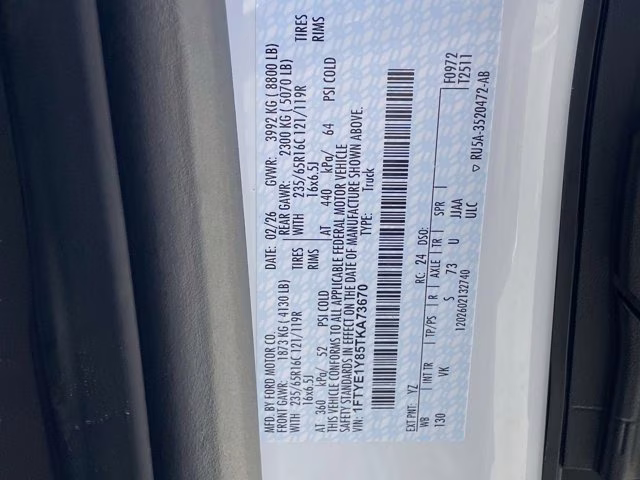 MFD. BY FORD MOTOR CO. DATE: 02/26 GVWR: 3992 KG ( 8800 LB)
FRONT GAWR: 1873 KG ( 4130 LB) REAR GAWR: 2300 KG ( 5070 LB)
WITH 235/65R16C 121/119R TIRES WITH 235/65R16C 121/119R TIRES
16x6.5J RIMS 16x6.5J RIMS
AT 360 kPa/ 52 PSI COLD AT 440 kPa/ 64 PSI COLD
THIS VEHICLE CONFORMS TO ALL APPLICABLE FEDERAL MOTOR VEHICLE
SAFETY STANDARDS IN EFFECT ON THE DATE OF MANUFACTURE SHOWN ABOVE.
VIN: 1FTYE1Y85TKA73670 TYPE: Truck
EXT PNT: YZ RC: 24 DSO: F0972
WB INT TR TP/PS R AXLE TR SPR T2511
130 VK S 73 U JJAA
ULC
1202602132740 ▽ RU5A-3520472-AB